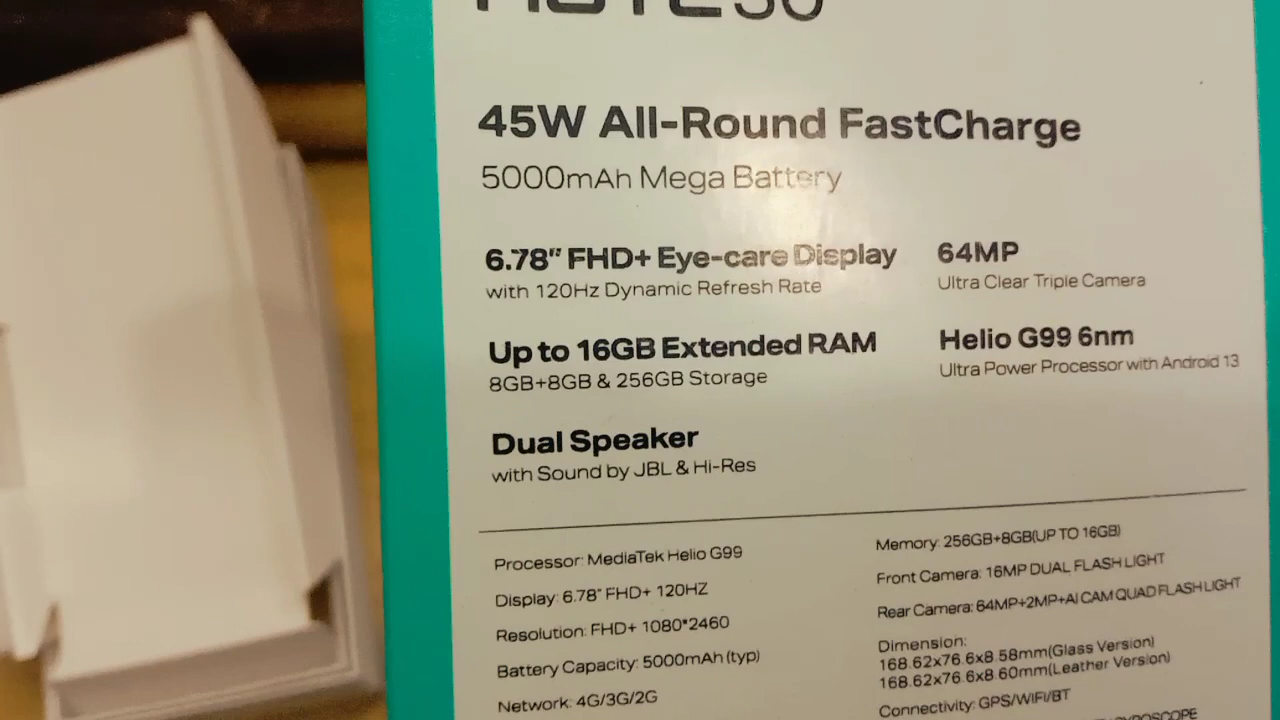 NOTE 30
45W All-Round FastCharge
5000mAh Mega Battery
6.78" FHD+ Eye-care Display
with 120Hz Dynamic Refresh Rate
64MP
Ultra Clear Triple Camera
Up to 16GB Extended RAM
8GB+8GB & 256GB Storage
Helio G99 6nm
Ultra Power Processor with Android 13
Dual Speaker
with Sound by JBL & Hi-Res
Processor: MediaTek Helio G99
Display: 6.78" FHD+ 120HZ
Resolution: FHD+ 1080*2460
Battery Capacity: 5000mAh (typ)
Network: 4G/3G/2G
Memory: 256GB+8GB(UP TO 16GB)
Front Camera: 16MP DUAL FLASH LIGHT
Rear Camera: 64MP+2MP+AI CAM QUAD FLASH LIGHT
Dimension:
168.62x76.6x8.58mm(Glass Version)
168.62x76.6x8.60mm(Leather Version)
Connectivity: GPS/WIFI/BT